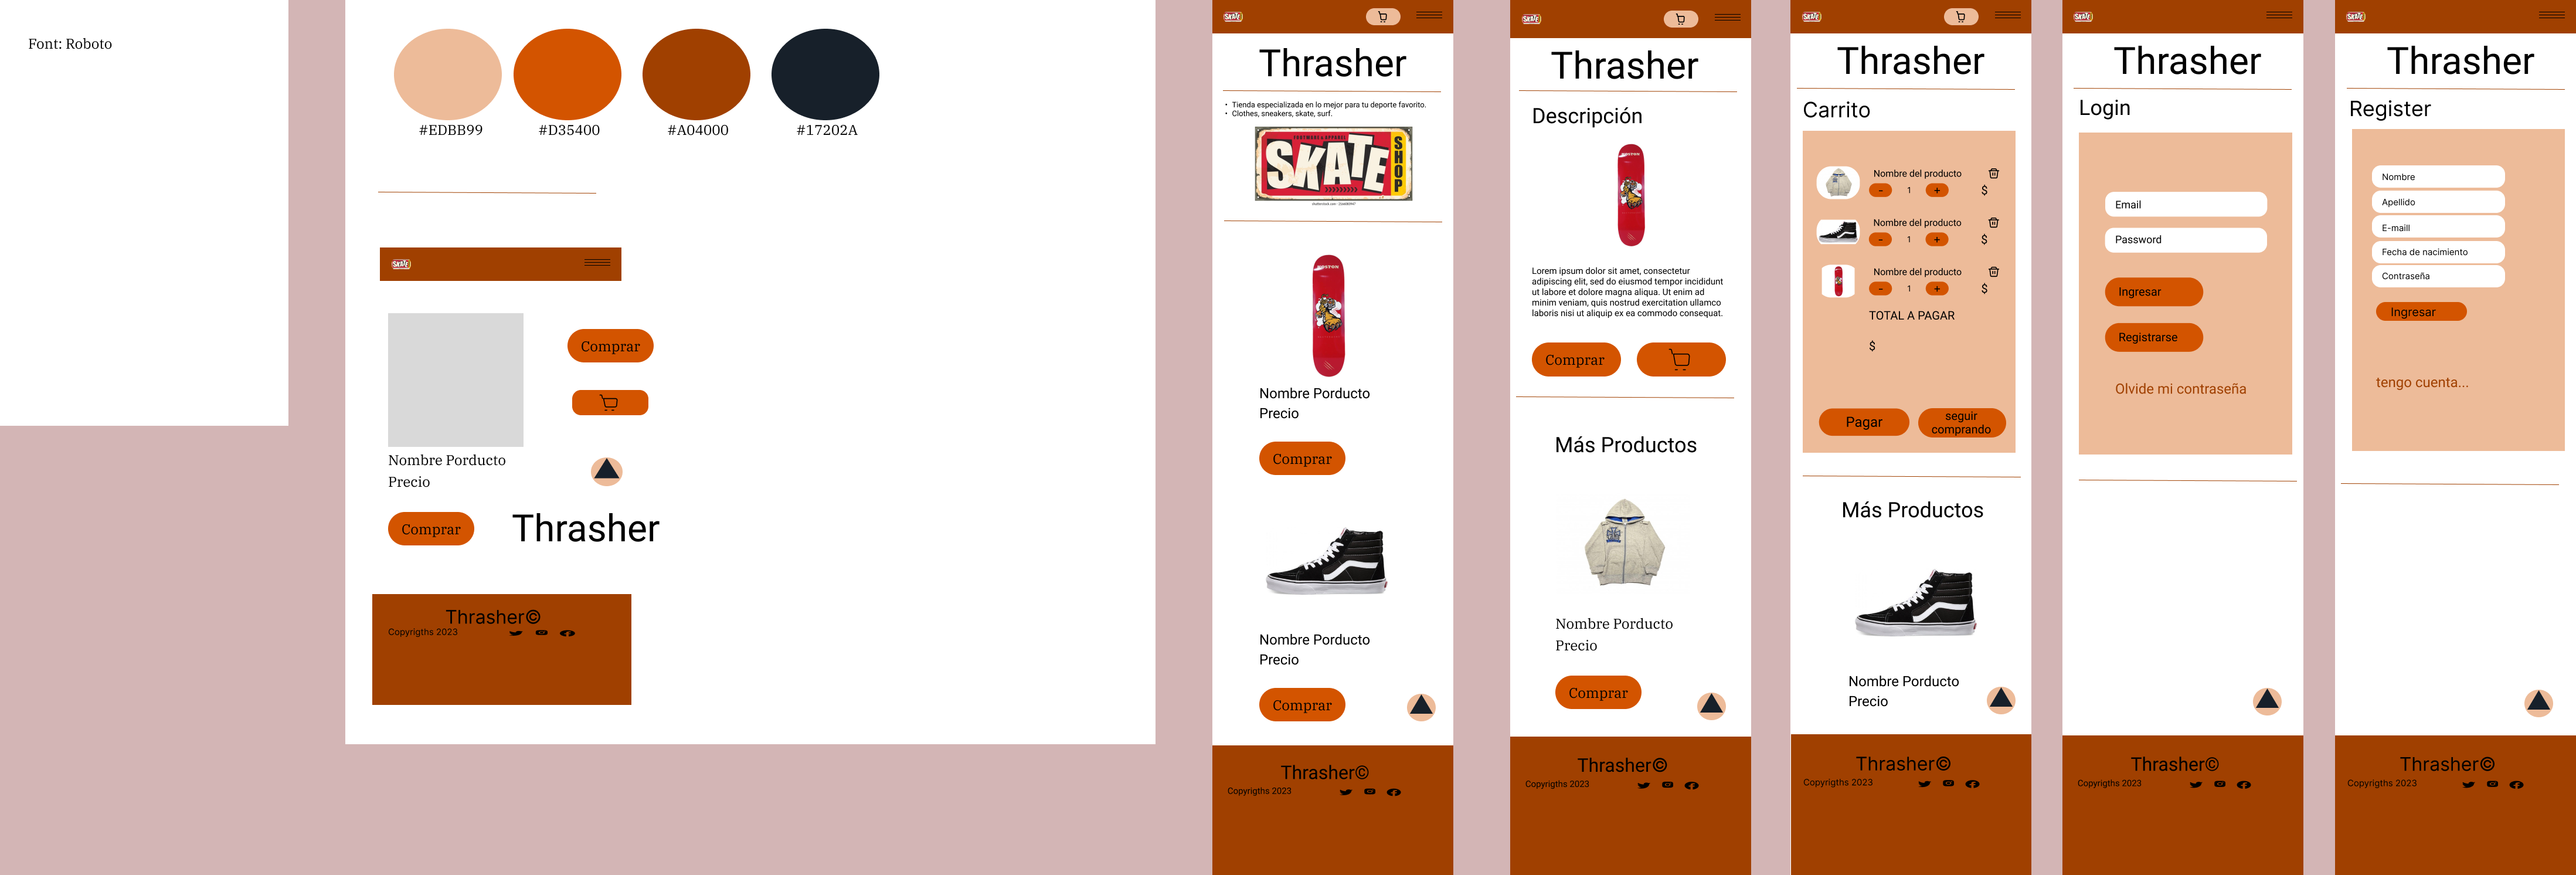 Font: Roboto
#EDBB99
#D35400
#A04000
#17202A
SKATE
Comprar
Nombre Porducto
Precio
Comprar
Thrasher
Thrasher©
Copyrigths 2023
SKATE
Thrasher
• Tienda especializada en lo mejor para tu deporte favorito.
• Clothes, sneakers, skate, surf.
FOOTWARE & APPAREL
SKATE
SHOP
Nombre Porducto
Precio
Comprar
Nombre Porducto
Precio
Comprar
Thrasher©
Copyrigths 2023
SKATE
Thrasher
Descripción
Lorem ipsum dolor sit amet, consectetur
adipiscing elit, sed do eiusmod tempor incididunt
ut labore et dolore magna aliqua. Ut enim ad
minim veniam, quis nostrud exercitation ullamco
laboris nisi ut aliquip ex ea commodo consequat.
Comprar
Más Productos
Nombre Porducto
Precio
Comprar
Thrasher©
Copyrigths 2023
SKATE
Thrasher
Carrito
Nombre del producto
- 1 + $
Nombre del producto
- 1 + $
Nombre del producto
- 1 + $
TOTAL A PAGAR
$
Pagar
seguir
comprando
Más Productos
Nombre Porducto
Precio
Thrasher©
Copyrigths 2023
SKATE
Thrasher
Login
Email
Password
Ingresar
Registrarse
Olvide mi contraseña
Thrasher©
Copyrigths 2023
SKATE
Thrasher
Register
Nombre
Apellido
E-maill
Fecha de nacimiento
Contraseña
Ingresar
tengo cuenta...
Thrasher©
Copyrigths 2023